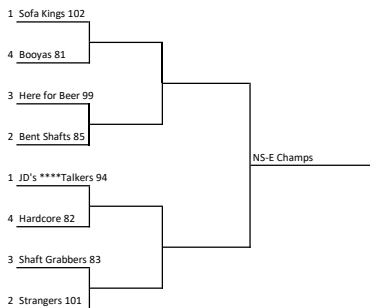 1 Sofa Kings 102
4 Booyas 81
3 Here for Beer 99
2 Bent Shafts 85
NS-E Champs
1 JD's ****Talkers 94
4 Hardcore 82
3 Shaft Grabbers 83
2 Strangers 101